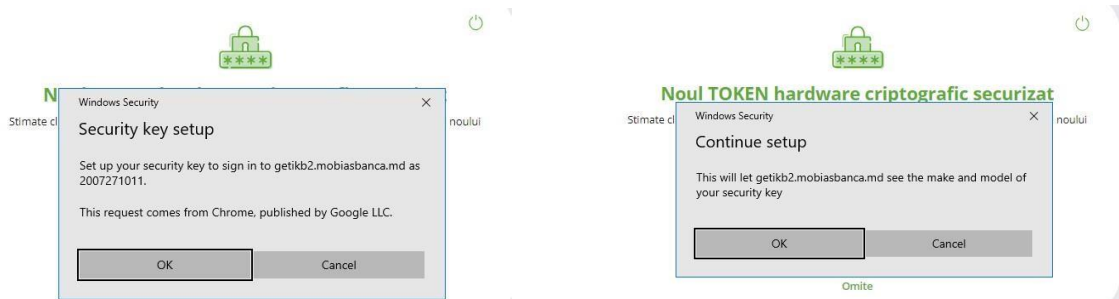 ****
Windows Security
Security key setup
Stimate cl
noului
Set up your security key to sign in to getikb2.mobiasbanca.md as
2007271011.
This request comes from Chrome, published by Google LLC.
OK
Cancel
****
Noul TOKEN hardware criptografic securizat
Windows Security
Stimate cl
noului
Continue setup
This will let getikb2.mobiasbanca.md see the make and model of
your security key
OK
Cancel
Omite